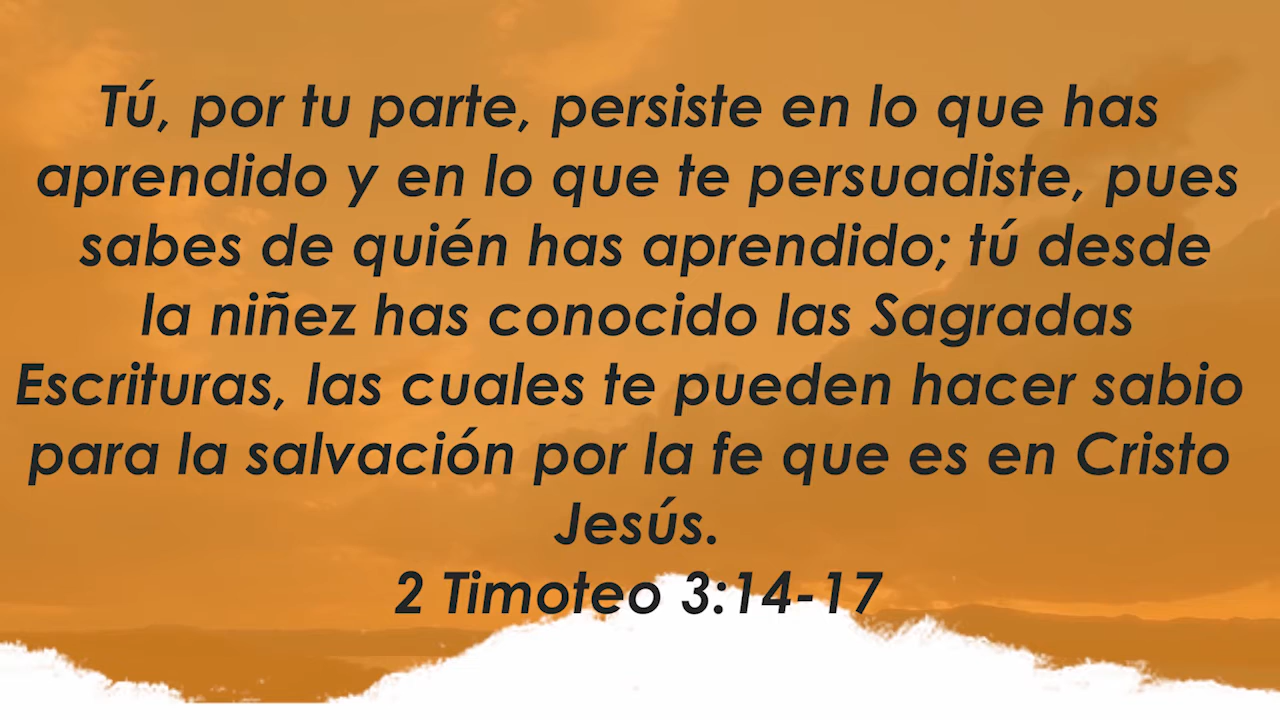 Tú, por tu parte, persiste en lo que has
aprendido y en lo que te persuadiste, pues
sabes de quién has aprendido; tú desde
la niñez has conocido las Sagradas
Escrituras, las cuales te pueden hacer sabio
para la salvación por la fe que es en Cristo
Jesús.
2 Timoteo 3:14-17